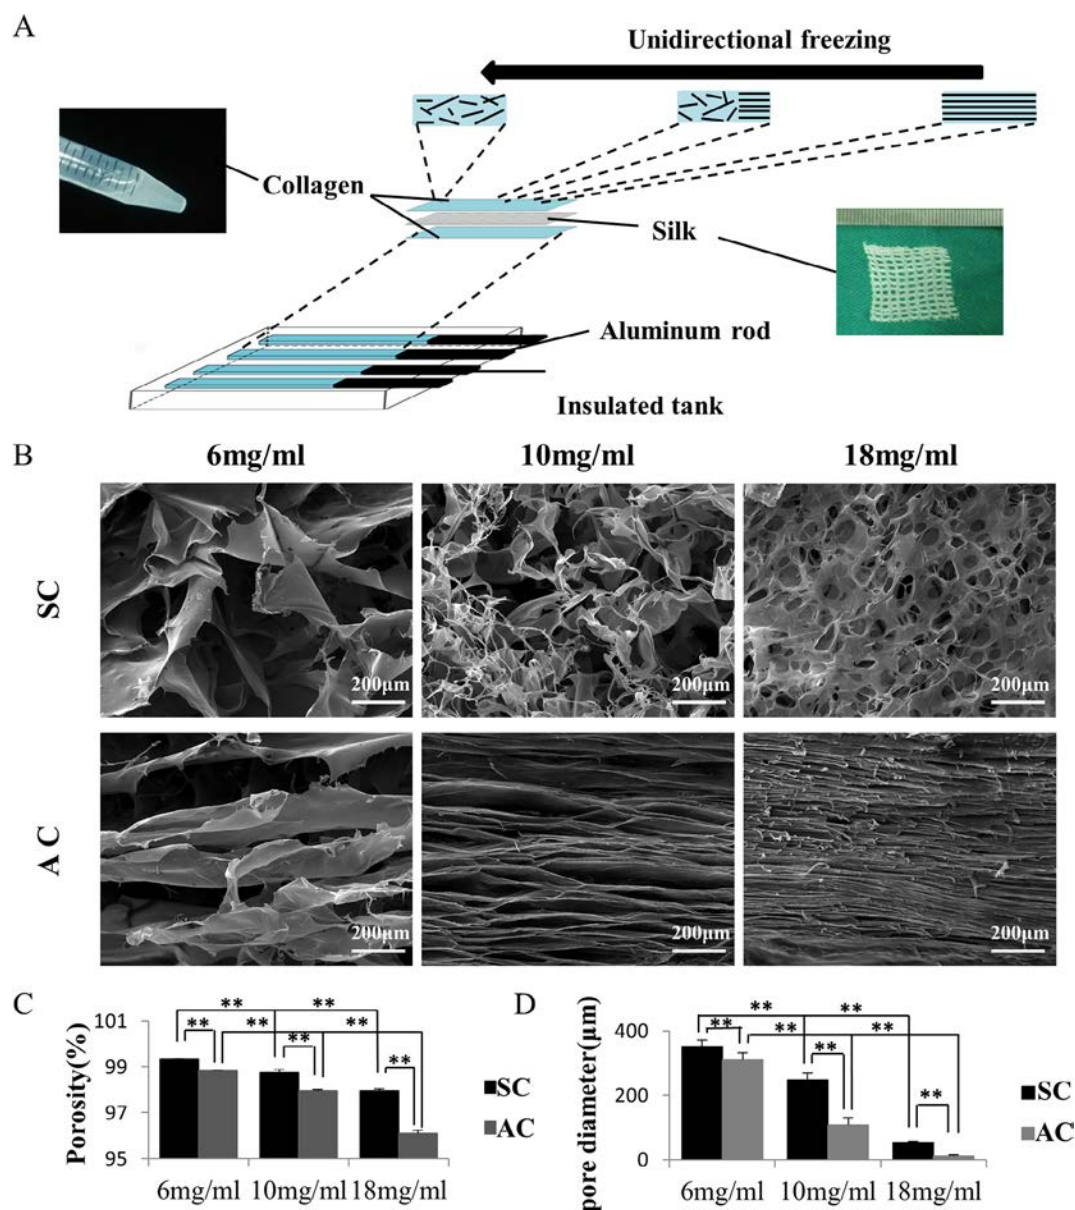 A
Unidirectional freezing
Collagen
Silk
Aluminum rod
Insulated tank
B
6mg/ml 10mg/ml 18mg/ml
SC
200μm 200μm 200μm
A C
200μm 200μm 200μm
C
Porosity(%)
101
99
97
95
** **
** ** **
**
**
6mg/ml 10mg/ml 18mg/ml
SC
AC
D
pore diameter(μm)
400
200
0
** **
** ** **
**
**
6mg/ml 10mg/ml 18mg/ml
SC
AC